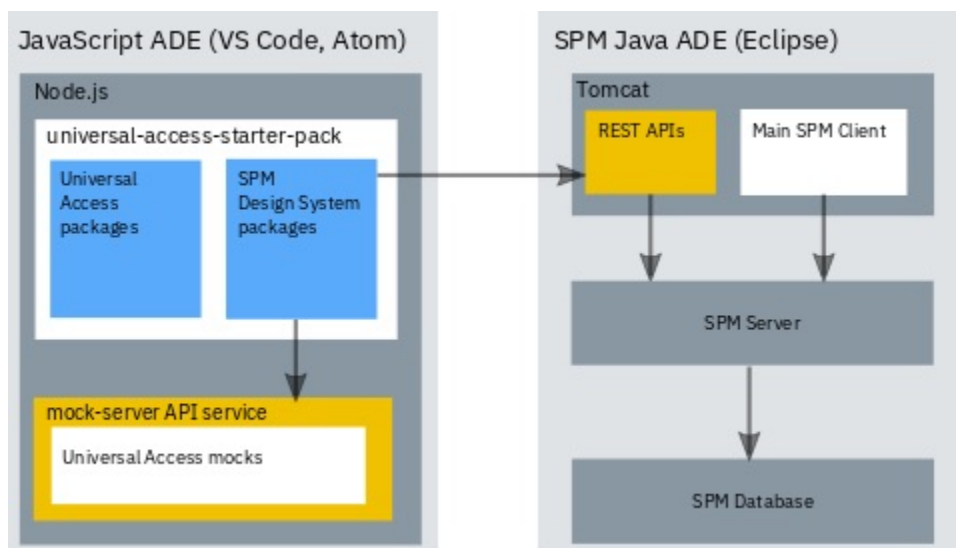 JavaScript ADE (VS Code, Atom)
Node.js
universal-access-starter-pack
Universal
Access
packages
SPM
Design System
packages
mock-server API service
Universal Access mocks
SPM Java ADE (Eclipse)
Tomcat
REST APIs
Main SPM Client
SPM Server
SPM Database